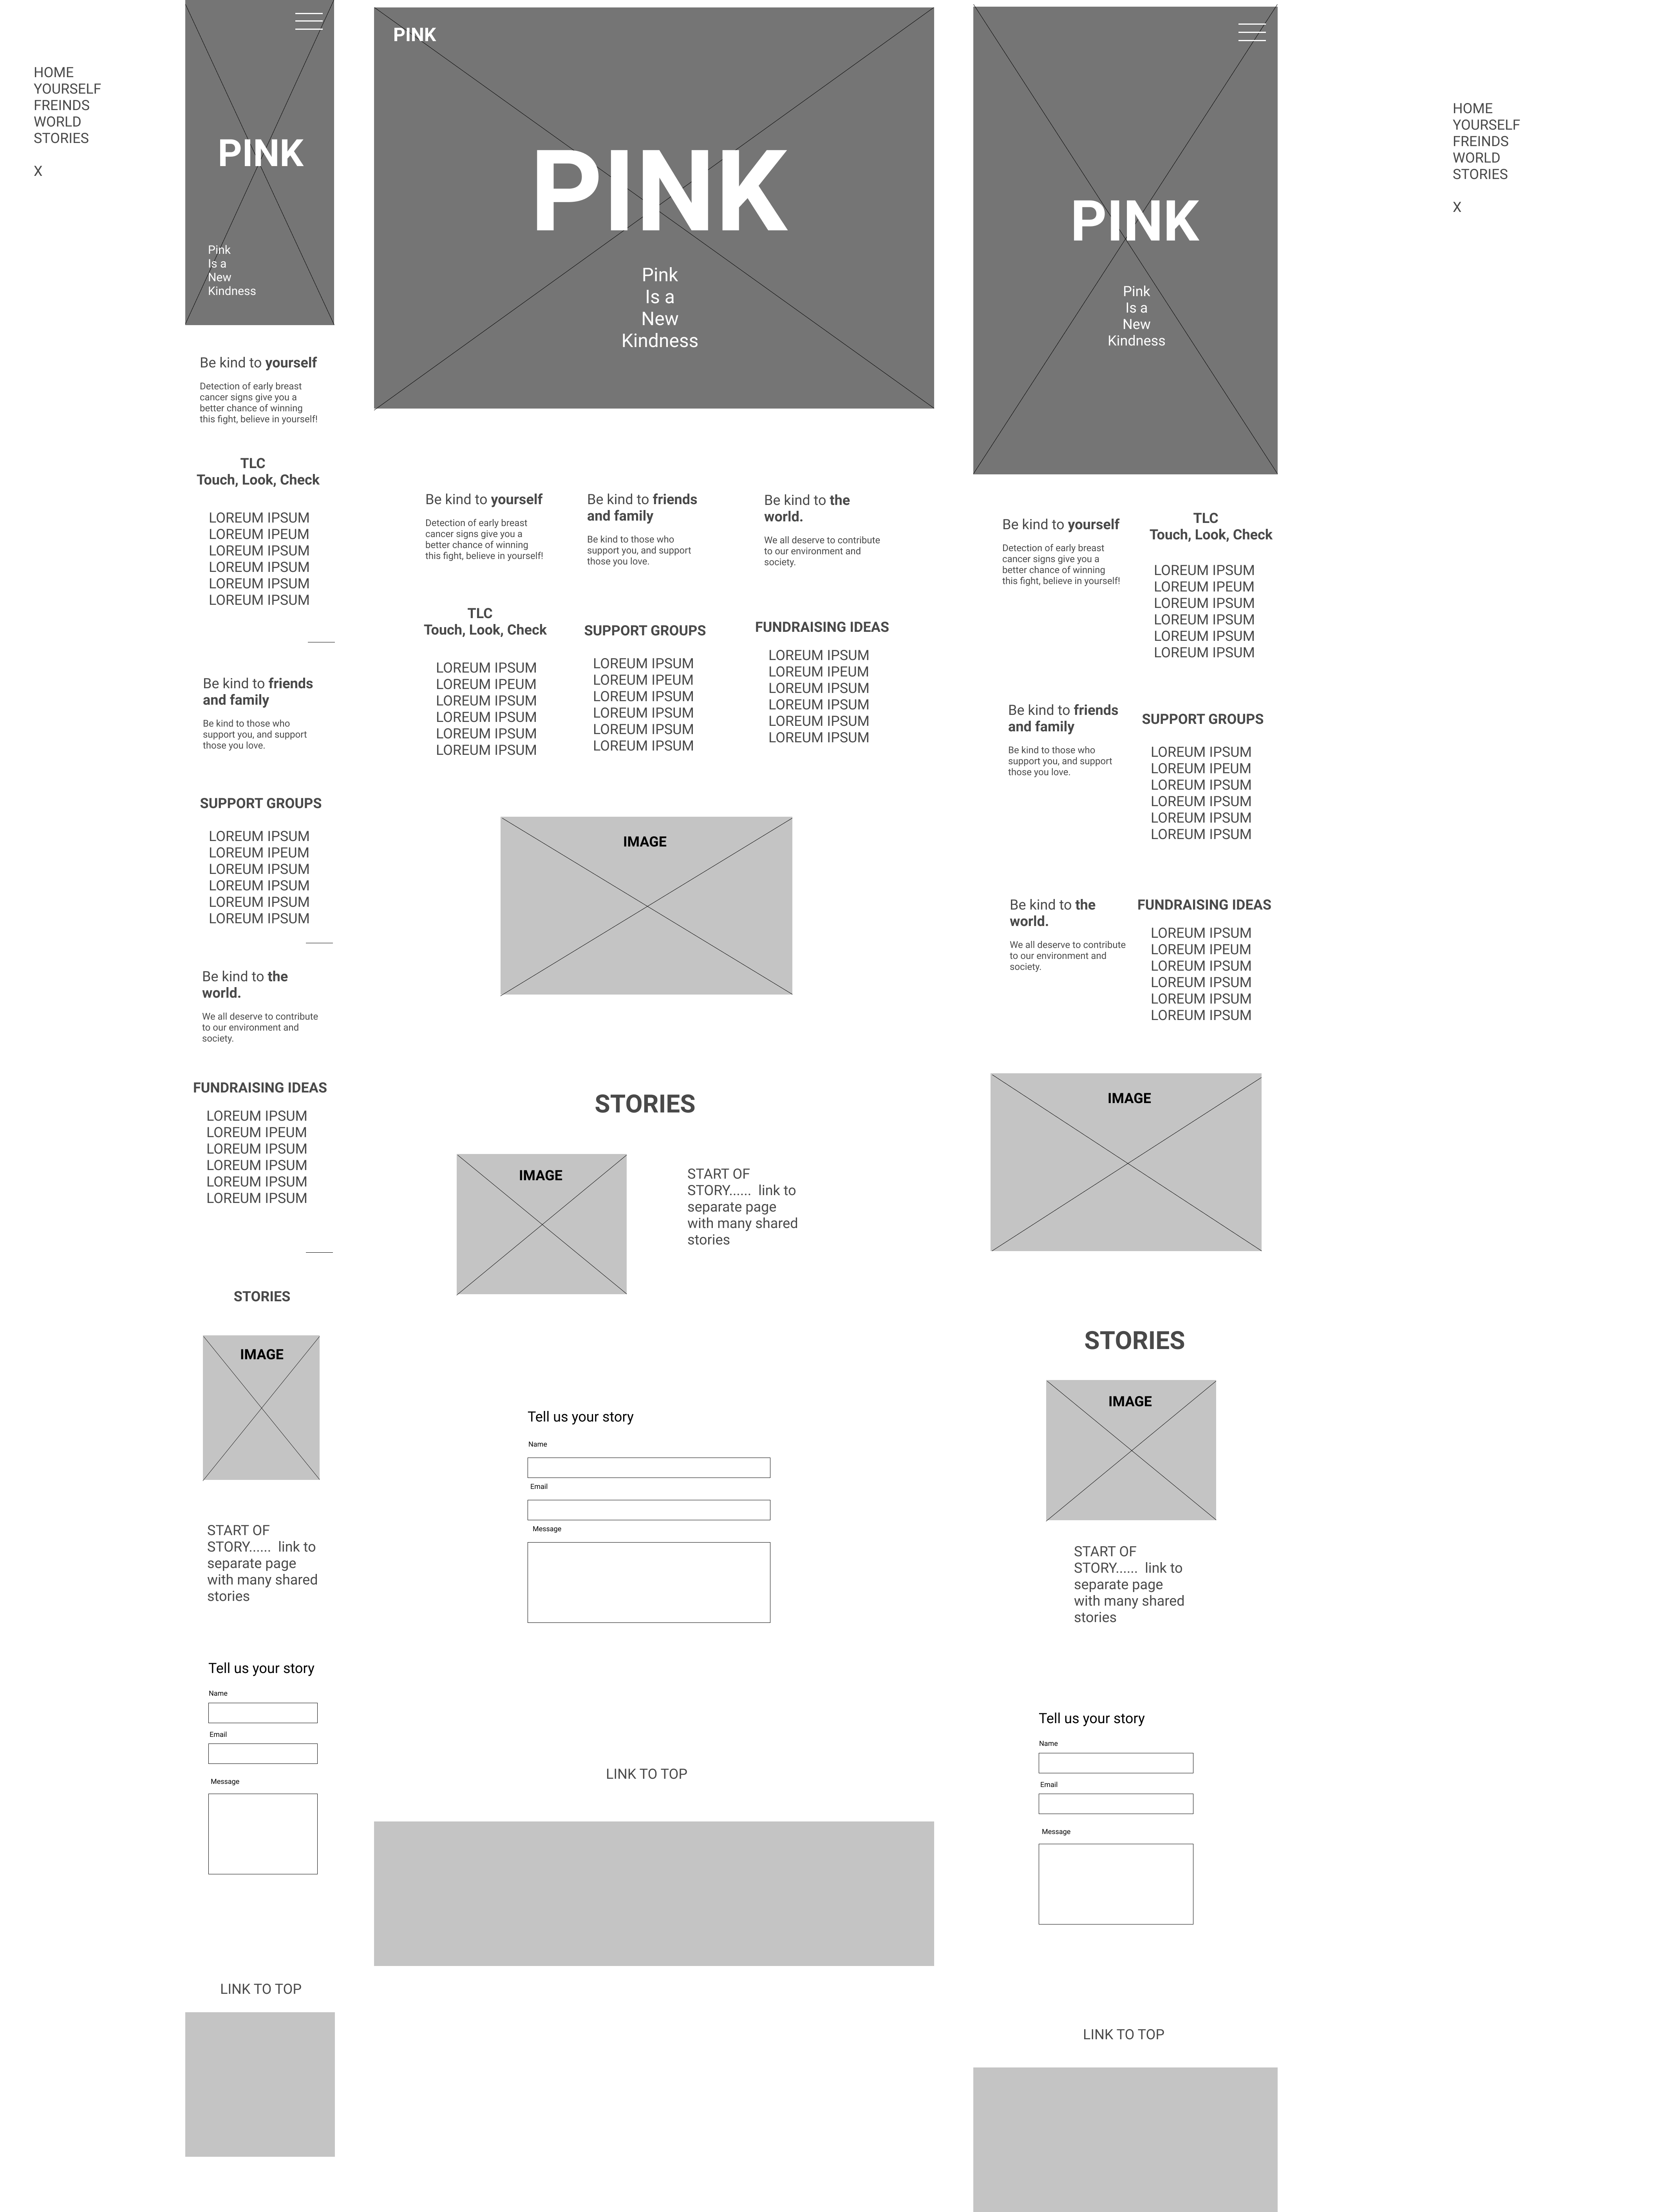 HOME
YOURSELF
FREINDS
WORLD
STORIES
X
PINK
Pink
Is a
New
Kindness
Be kind to yourself
Detection of early breast
cancer signs give you a
better chance of winning
this fight, believe in yourself!
TLC
Touch, Look, Check
LOREUM IPSUM
LOREUM IPEUM
LOREUM IPSUM
LOREUM IPSUM
LOREUM IPSUM
LOREUM IPSUM
Be kind to friends
and family
Be kind to those who
support you, and support
those you love.
SUPPORT GROUPS
LOREUM IPSUM
LOREUM IPEUM
LOREUM IPSUM
LOREUM IPSUM
LOREUM IPSUM
LOREUM IPSUM
Be kind to the
world.
We all deserve to contribute
to our environment and
society.
FUNDRAISING IDEAS
LOREUM IPSUM
LOREUM IPEUM
LOREUM IPSUM
LOREUM IPSUM
LOREUM IPSUM
LOREUM IPSUM
STORIES
IMAGE
START OF
STORY...... link to
separate page
with many shared
stories
Tell us your story
Name
Email
Message
LINK TO TOP
PINK
PINK
Pink
Is a
New
Kindness
Be kind to yourself
Detection of early breast
cancer signs give you a
better chance of winning
this fight, believe in yourself!
Be kind to friends
and family
Be kind to those who
support you, and support
those you love.
Be kind to the
world.
We all deserve to contribute
to our environment and
society.
TLC
Touch, Look, Check
LOREUM IPSUM
LOREUM IPEUM
LOREUM IPSUM
LOREUM IPSUM
LOREUM IPSUM
LOREUM IPSUM
SUPPORT GROUPS
LOREUM IPSUM
LOREUM IPEUM
LOREUM IPSUM
LOREUM IPSUM
LOREUM IPSUM
LOREUM IPSUM
FUNDRAISING IDEAS
LOREUM IPSUM
LOREUM IPEUM
LOREUM IPSUM
LOREUM IPSUM
LOREUM IPSUM
LOREUM IPSUM
IMAGE
STORIES
IMAGE
START OF
STORY...... link to
separate page
with many shared
stories
Tell us your story
Name
Email
Message
LINK TO TOP
PINK
Pink
Is a
New
Kindness
Be kind to yourself
Detection of early breast
cancer signs give you a
better chance of winning
this fight, believe in yourself!
TLC
Touch, Look, Check
LOREUM IPSUM
LOREUM IPEUM
LOREUM IPSUM
LOREUM IPSUM
LOREUM IPSUM
LOREUM IPSUM
Be kind to friends
and family
Be kind to those who
support you, and support
those you love.
SUPPORT GROUPS
LOREUM IPSUM
LOREUM IPEUM
LOREUM IPSUM
LOREUM IPSUM
LOREUM IPSUM
LOREUM IPSUM
Be kind to the
world.
We all deserve to contribute
to our environment and
society.
FUNDRAISING IDEAS
LOREUM IPSUM
LOREUM IPEUM
LOREUM IPSUM
LOREUM IPSUM
LOREUM IPSUM
LOREUM IPSUM
IMAGE
STORIES
IMAGE
START OF
STORY...... link to
separate page
with many shared
stories
Tell us your story
Name
Email
Message
LINK TO TOP
HOME
YOURSELF
FREINDS
WORLD
STORIES
X